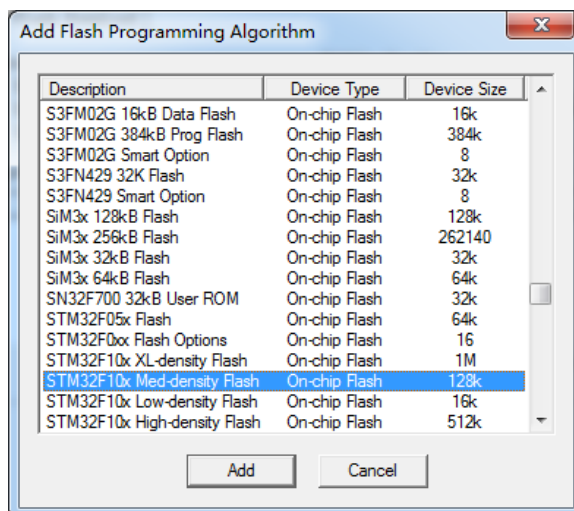 Add Flash Programming Algorithm
Description Device Type Device Size
S3FM02G 16kB Data Flash On-chip Flash 16k
S3FM02G 384kB Prog Flash On-chip Flash 384k
S3FM02G Smart Option On-chip Flash 8
S3FN429 32K Flash On-chip Flash 32k
S3FN429 Smart Option On-chip Flash 8
SiM3x 128kB Flash On-chip Flash 128k
SiM3x 256kB Flash On-chip Flash 262140
SiM3x 32kB Flash On-chip Flash 32k
SiM3x 64kB Flash On-chip Flash 64k
SN32F700 32kB User ROM On-chip Flash 32k
STM32F05x Flash On-chip Flash 64k
STM32F0xx Flash Options On-chip Flash 16
STM32F10x XL-density Flash On-chip Flash 1M
STM32F10x Med-density Flash On-chip Flash 128k
STM32F10x Low-density Flash On-chip Flash 16k
STM32F10x High-density Flash On-chip Flash 512k
Add Cancel